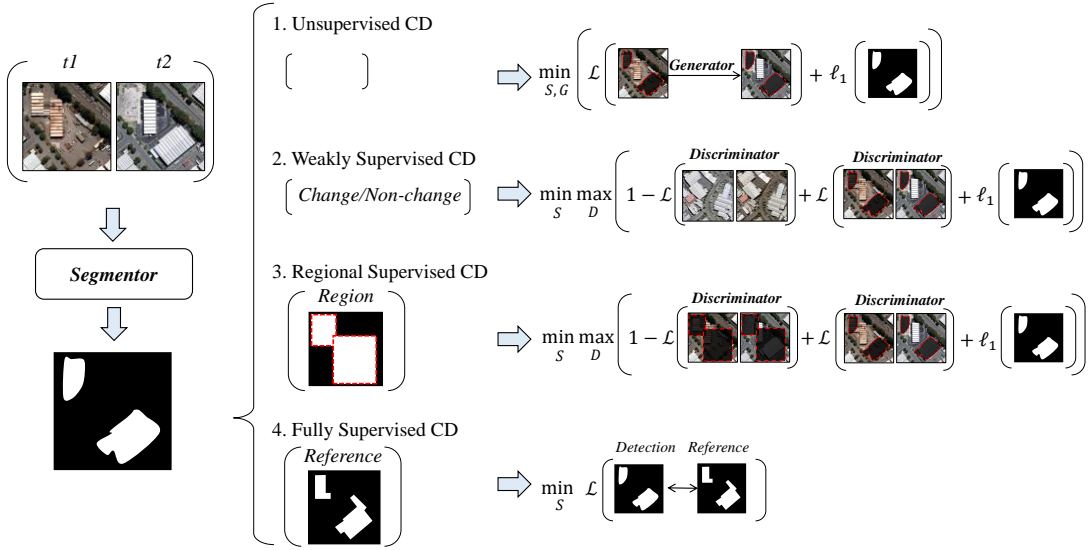 t1 t2
Segmentor
1. Unsupervised CD
min S,G ℒ Generator + ℓ1
2. Weakly Supervised CD
Change/Non-change
Discriminator Discriminator
min S max D 1 − ℒ + ℒ + ℓ1
3. Regional Supervised CD
Region
Discriminator Discriminator
min S max D 1 − ℒ + ℒ + ℓ1
4. Fully Supervised CD
Reference
Detection Reference
min S ℒ